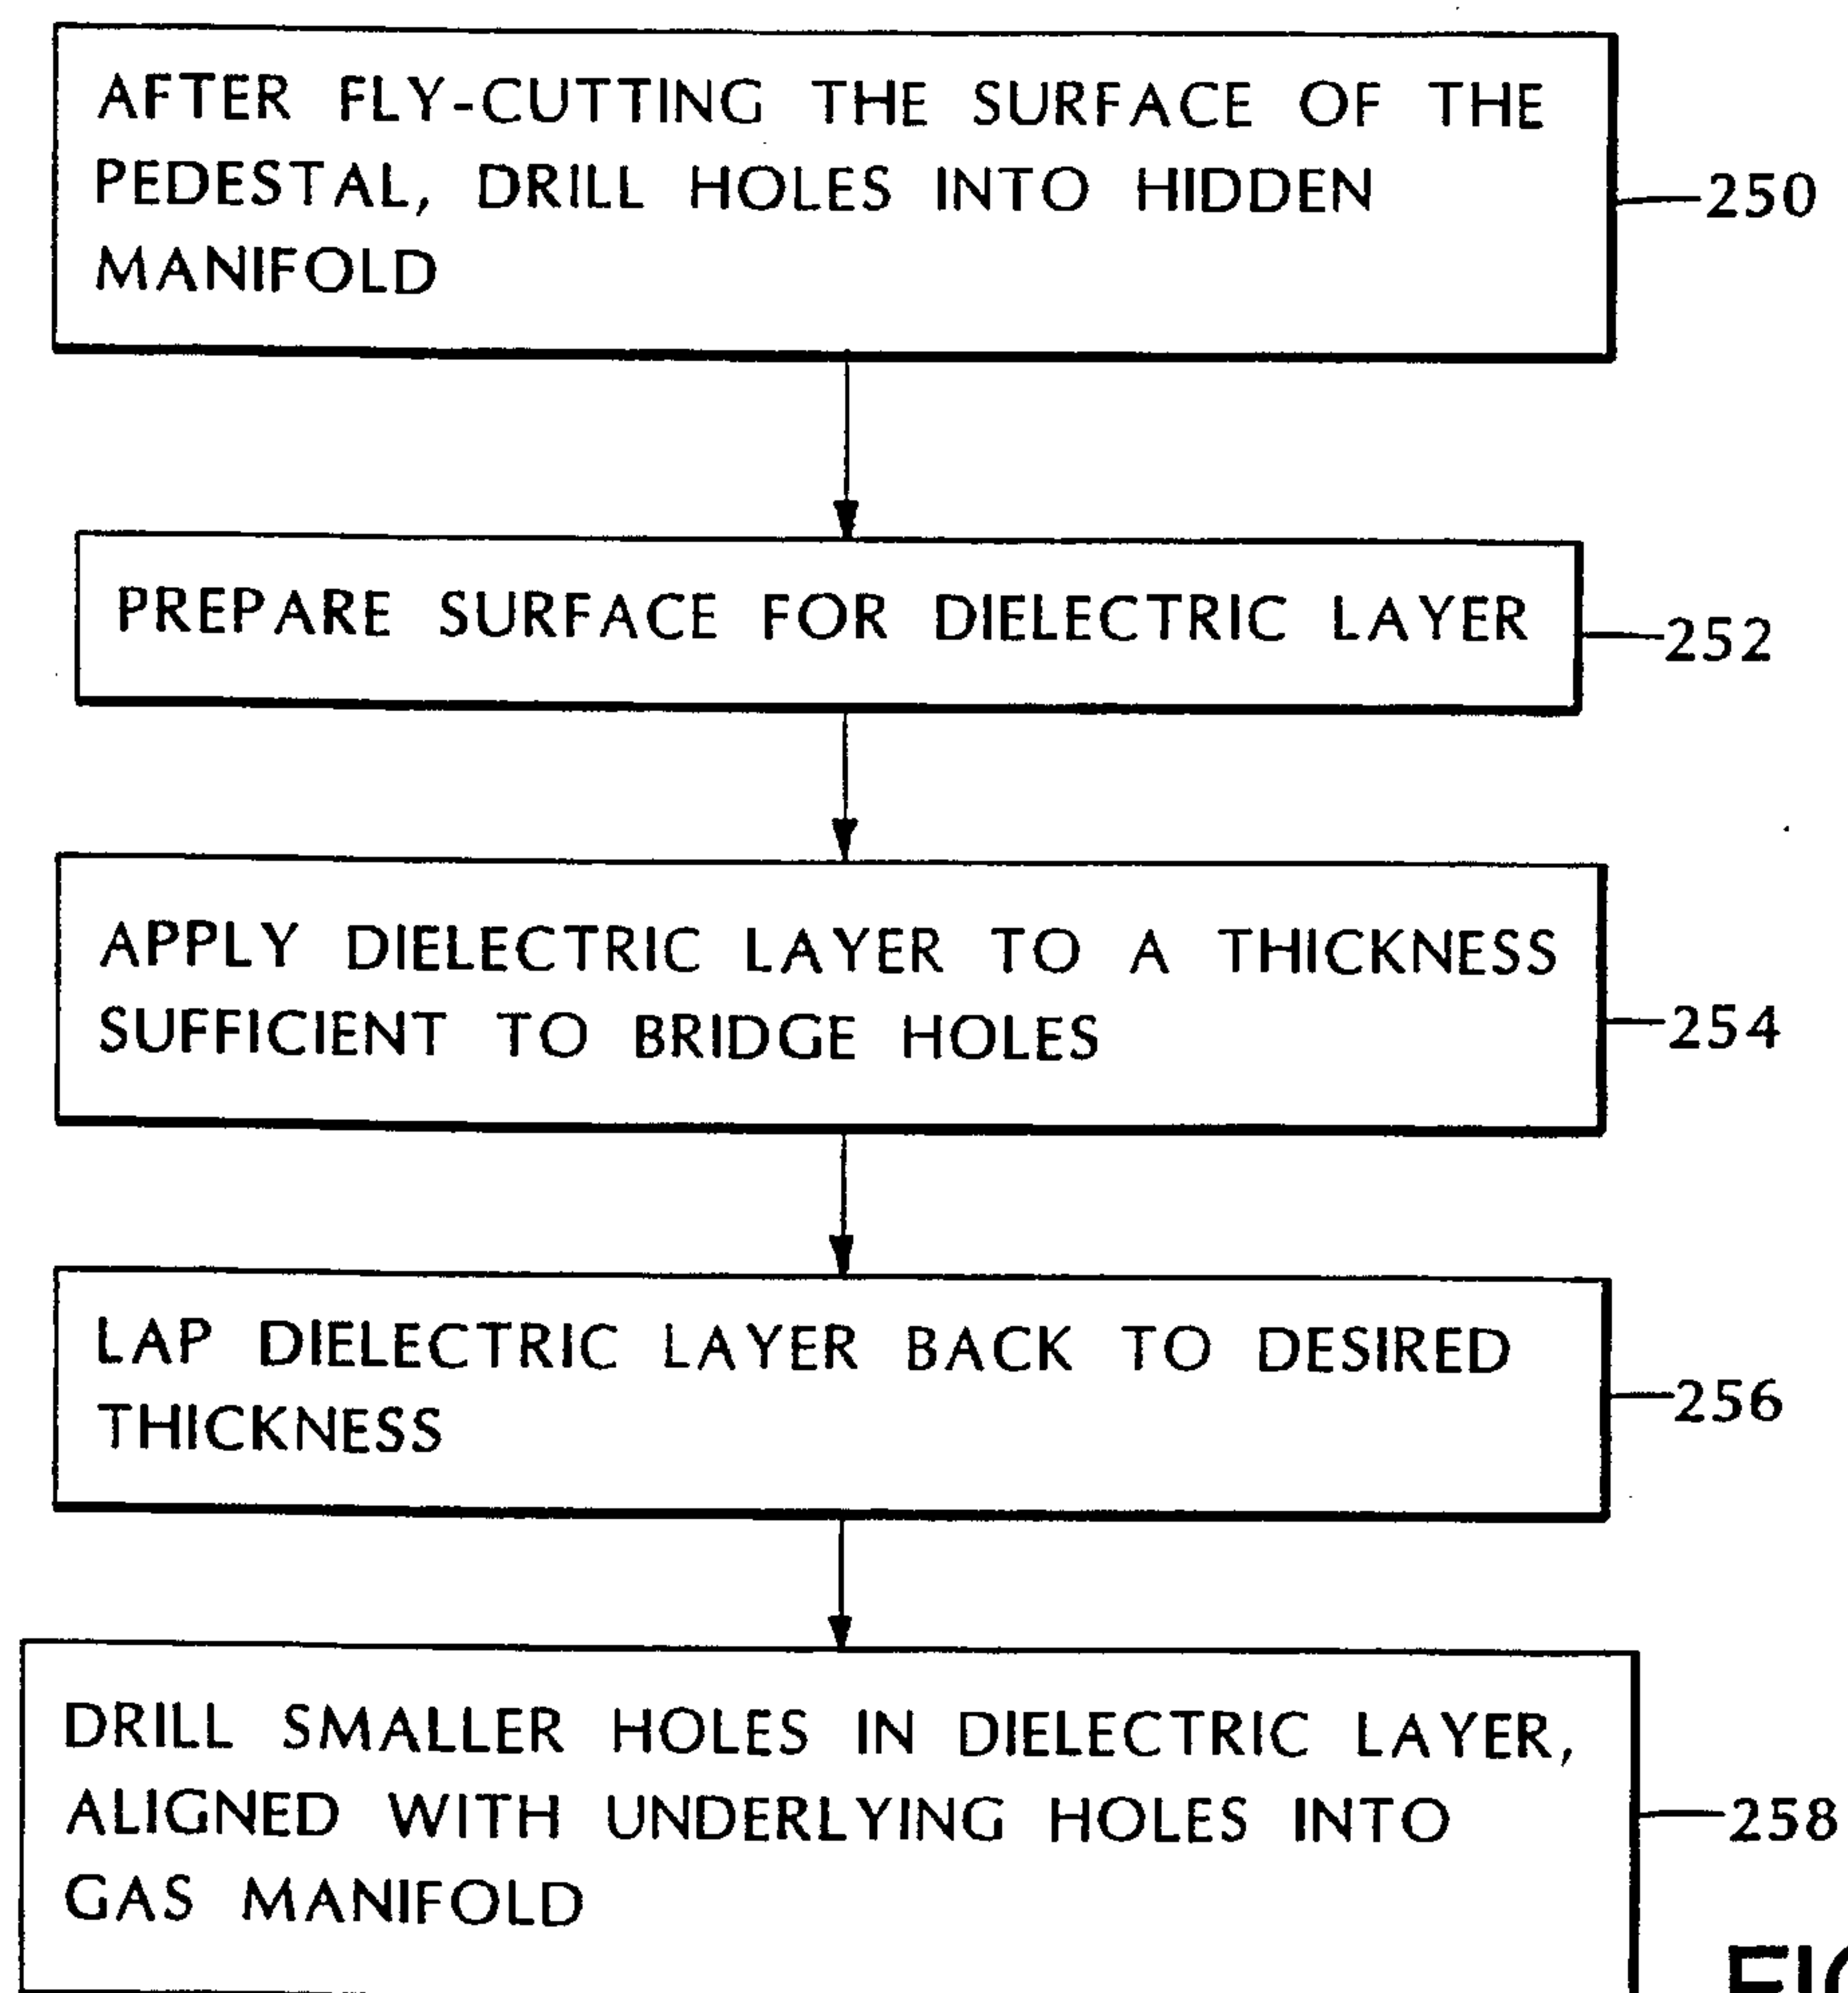 AFTER FLY-CUTTING THE SURFACE OF THE
PEDESTAL, DRILL HOLES INTO HIDDEN
MANIFOLD
250
PREPARE SURFACE FOR DIELECTRIC LAYER
252
APPLY DIELECTRIC LAYER TO A THICKNESS
SUFFICIENT TO BRIDGE HOLES
254
LAP DIELECTRIC LAYER BACK TO DESIRED
THICKNESS
256
DRILL SMALLER HOLES IN DIELECTRIC LAYER,
ALIGNED WITH UNDERLYING HOLES INTO
GAS MANIFOLD
258